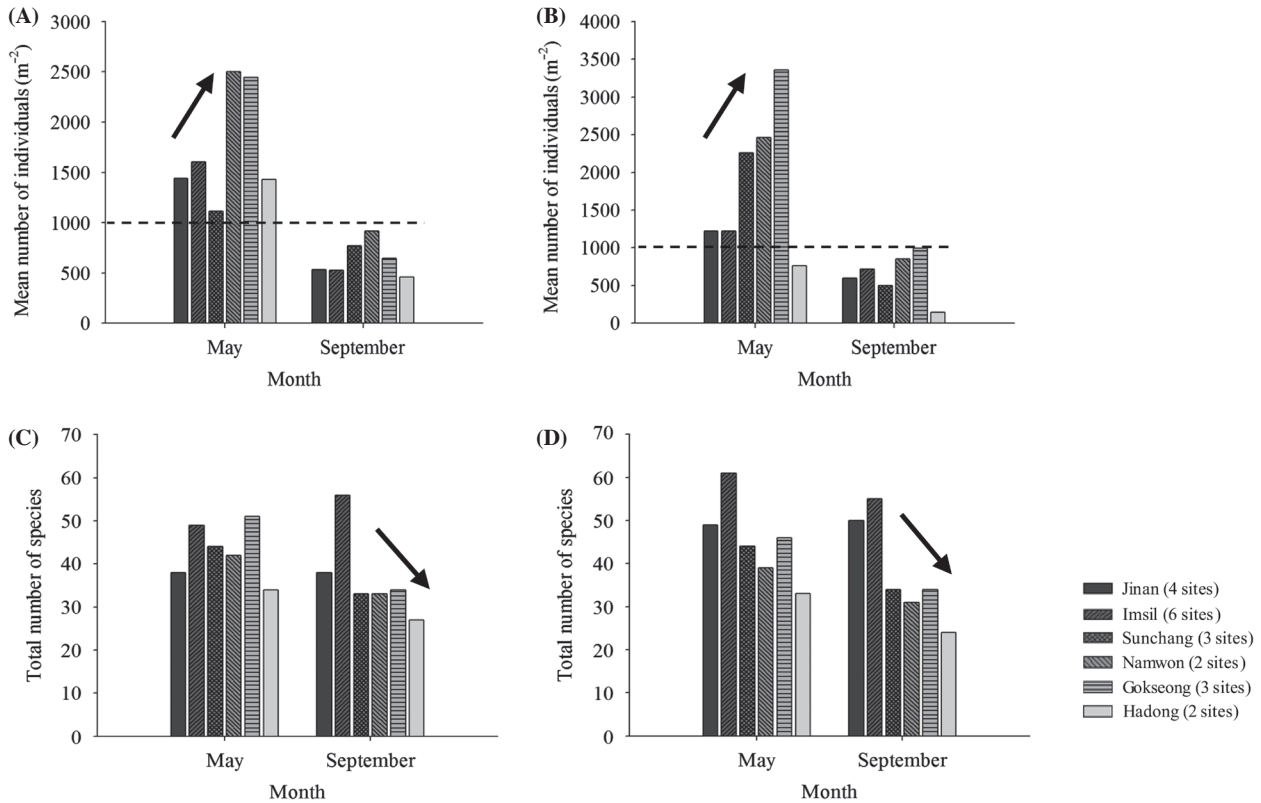 (A)
Mean number of individuals (m⁻²)
3000
2500
2000
1500
1000
500
0
May
September
Month
(B)
Mean number of individuals (m⁻²)
4000
3500
3000
2500
2000
1500
1000
500
0
May
September
Month
(C)
Total number of species
70
60
50
40
30
20
10
0
May
September
Month
(D)
Total number of species
70
60
50
40
30
20
10
0
May
September
Month
Jinan (4 sites)
Imsil (6 sites)
Sunchang (3 sites)
Namwon (2 sites)
Gokseong (3 sites)
Hadong (2 sites)